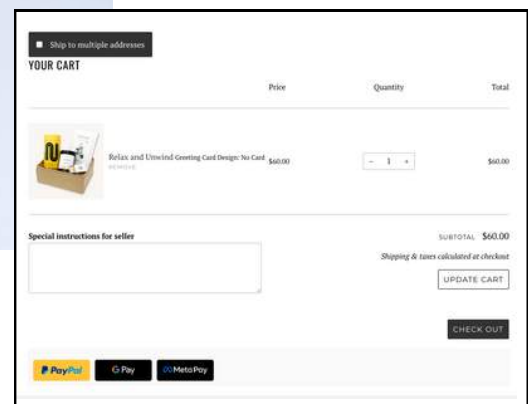 Ship to multiple addresses
YOUR CART
Price Quantity Total
Relax and Unwind Greeting Card Design: No Card $60.00 - 1 + $60.00
REMOVE
Special instructions for seller
SUBTOTAL $60.00
Shipping & taxes calculated at checkout
UPDATE CART
CHECK OUT
PayPal G Pay Meta Pay